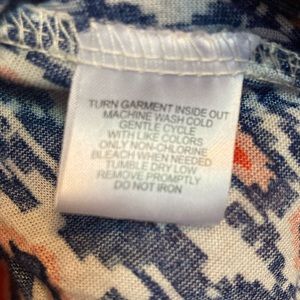 TURN GARMENT INSIDE OUT
MACHINE WASH COLD
GENTLE CYCLE
WITH LIKE COLORS
ONLY NON-CHLORINE
BLEACH WHEN NEEDED
TUMBLE DRY LOW
REMOVE PROMPTLY
DO NOT IRON